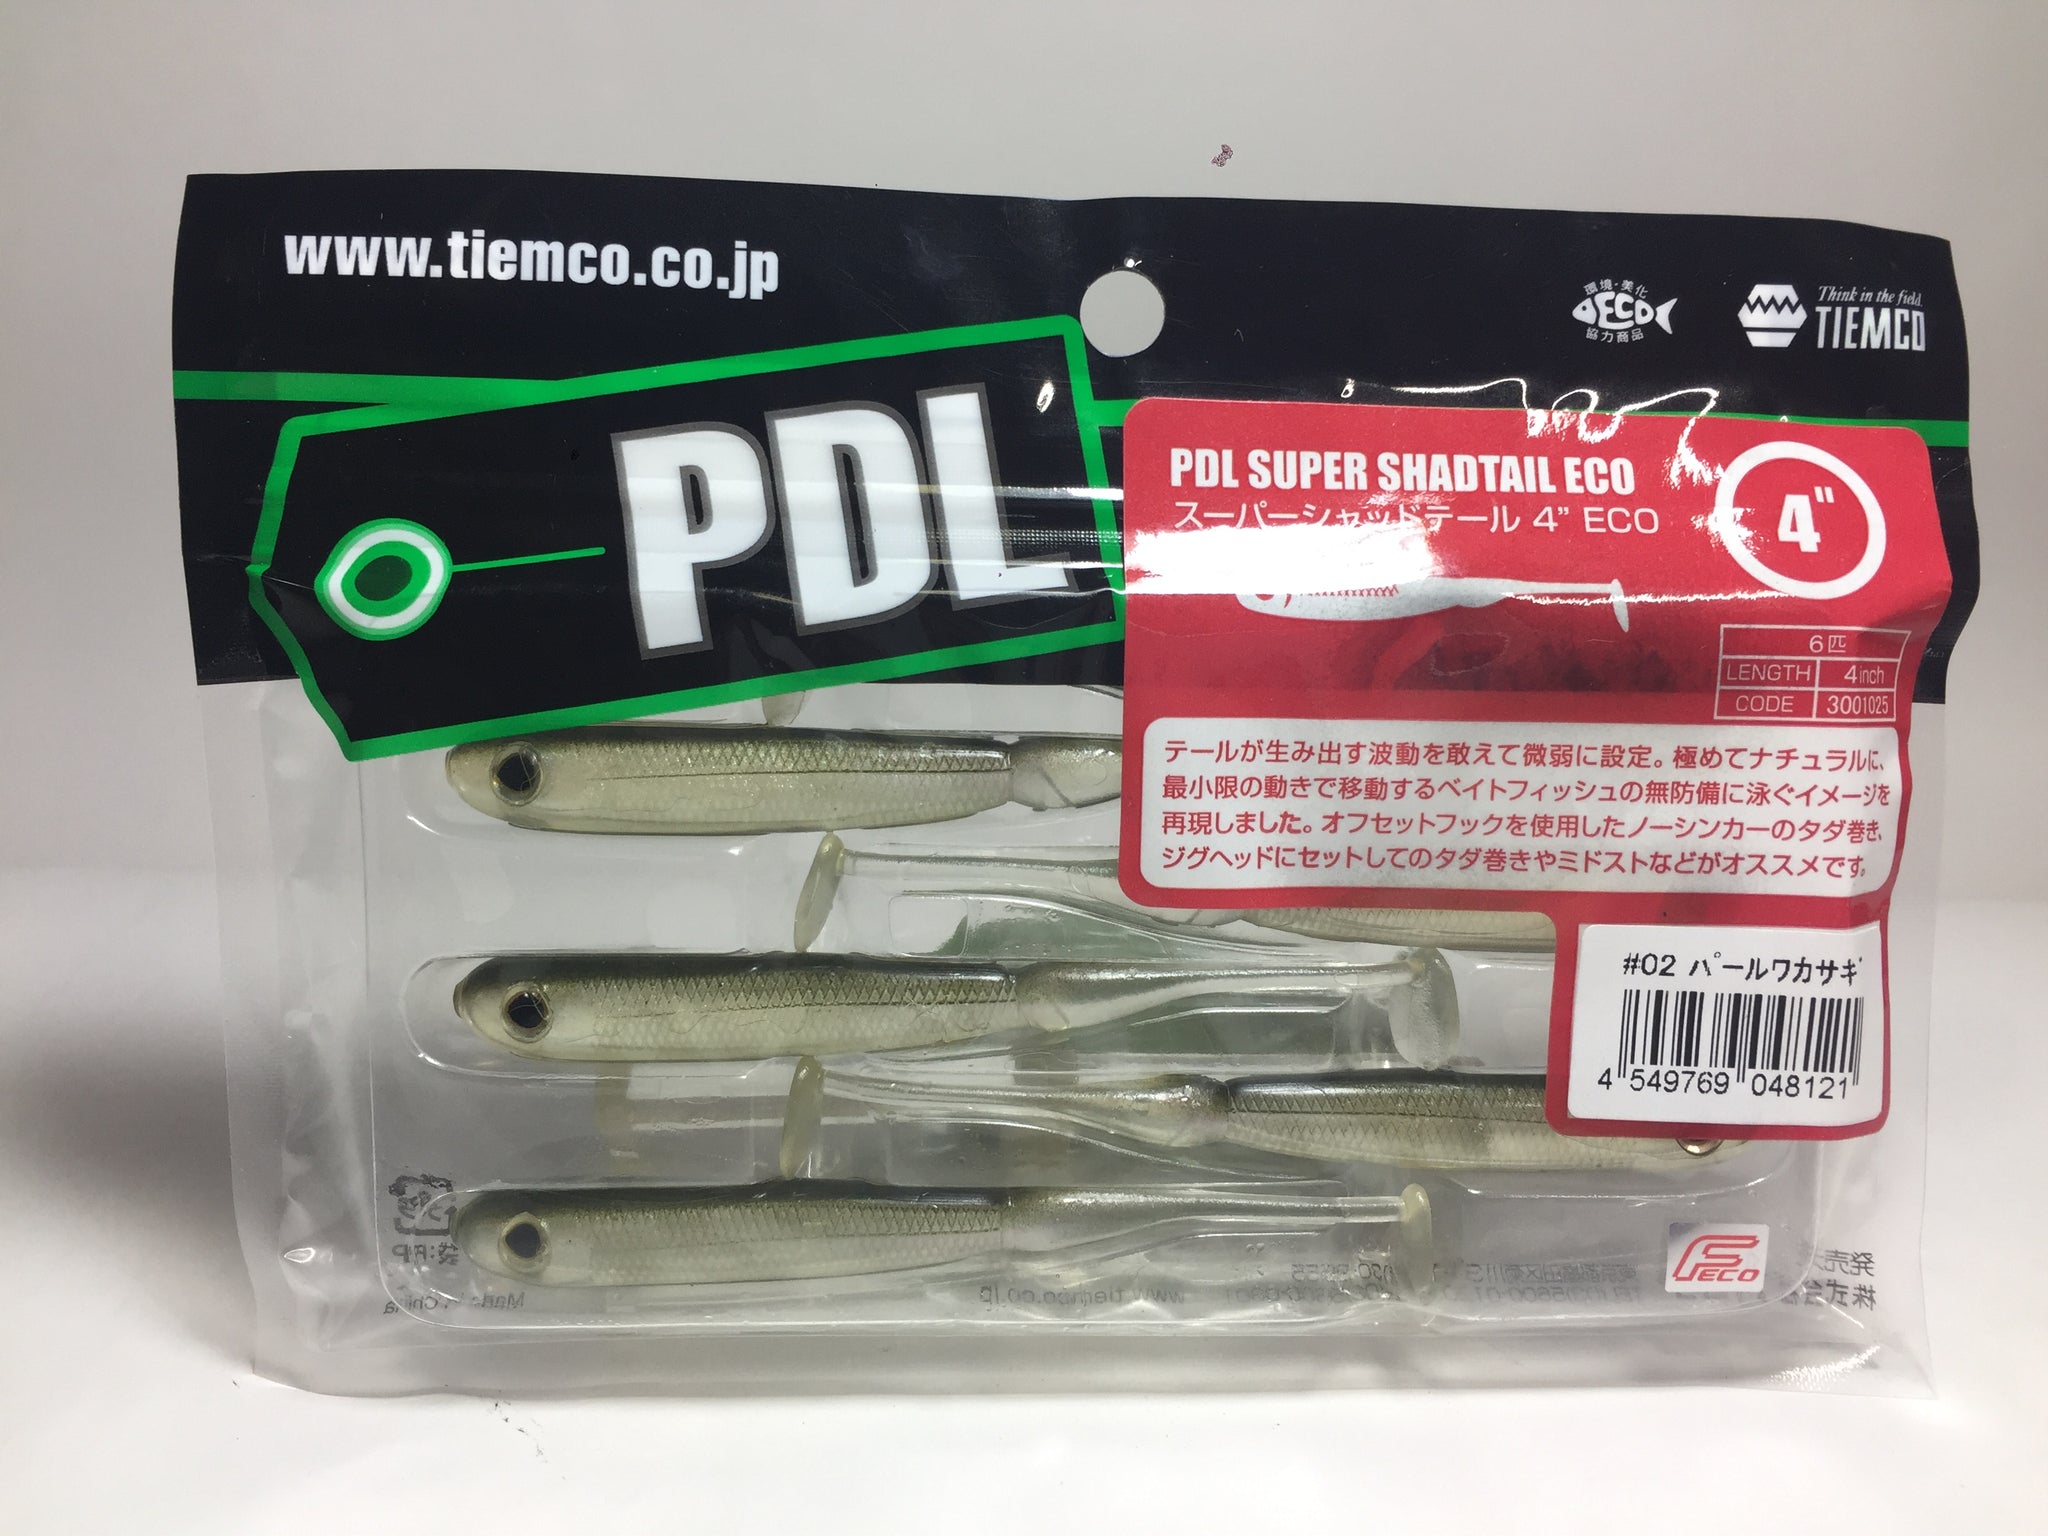 www.tiemco.co.jp
環境・美化
ECO
協力商品
Think in the field.
TIEMCO
PDL
PDL SUPER SHADTAIL ECO
スーパーシャッドテール 4” ECO
4"
6匹
LENGTH 4inch
CODE 3001025
テールが生み出す波動を敢えて微弱に設定。極めてナチュラルに、
最小限の動きで移動するベイトフィッシュの無防備に泳ぐイメージを
再現しました。オフセットフックを使用したノーシンカーのタダ巻き、
ジグヘッドにセットしてのタダ巻きやミドストなどがオススメです。
#02 パールワカサギ
4 549769 048121
FECO
Made in China
www.tiemco.co.jp